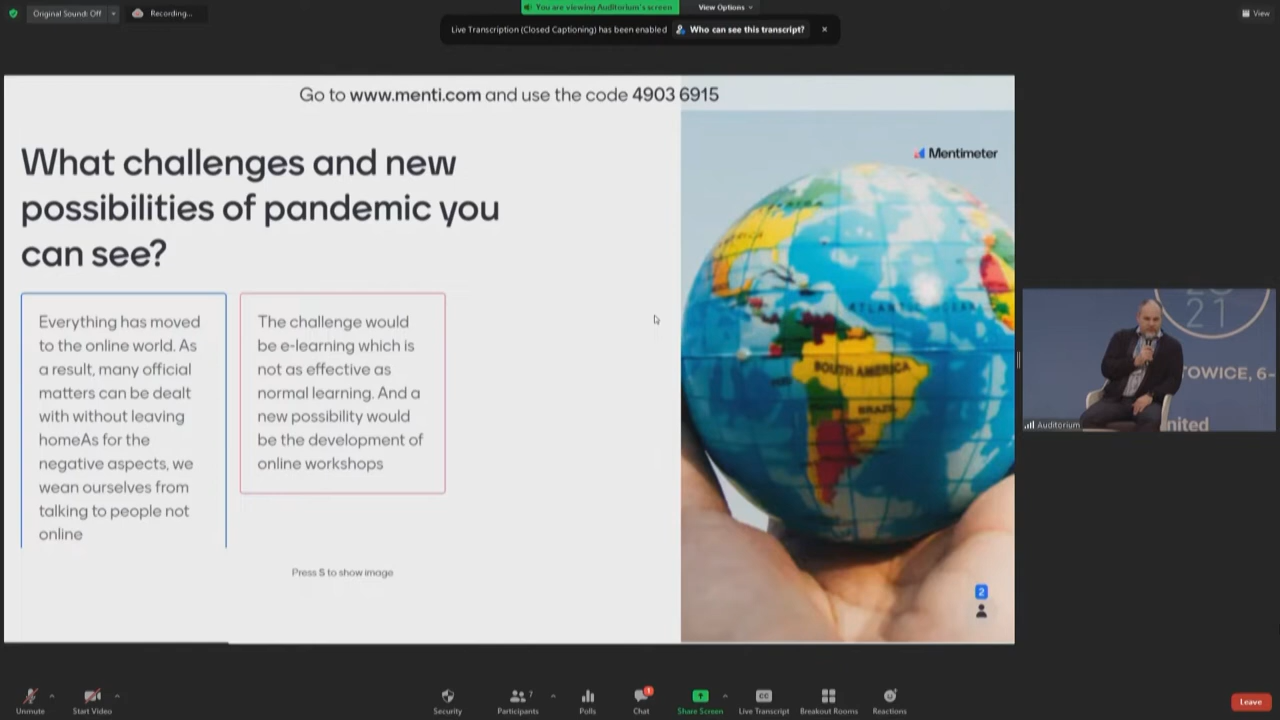 Original Sound: Off
Recording...
You are viewing Auditorium's screen
View Options
View
Live Transcription (Closed Captioning) has been enabled
Who can see this transcript?
Go to www.menti.com and use the code 4903 6915
Mentimeter
What challenges and new
possibilities of pandemic you
can see?
Everything has moved
to the online world. As
a result, many official
matters can be dealt
with without leaving
homeAs for the
negative aspects, we
wean ourselves from
talking to people not
online
The challenge would
be e-learning which is
not as effective as
normal learning. And a
new possibility would
be the development of
online workshops
Press S to show image
ATLANTIC OCEAN
SOUTH AMERICA
BRAZIL
2
21
TOWICE, 6-
nited
Auditorium
Unmute
Start Video
Security
Participants
7
Polls
Chat
1
Share Screen
CC
Live Transcript
Breakout Rooms
Reactions
Leave